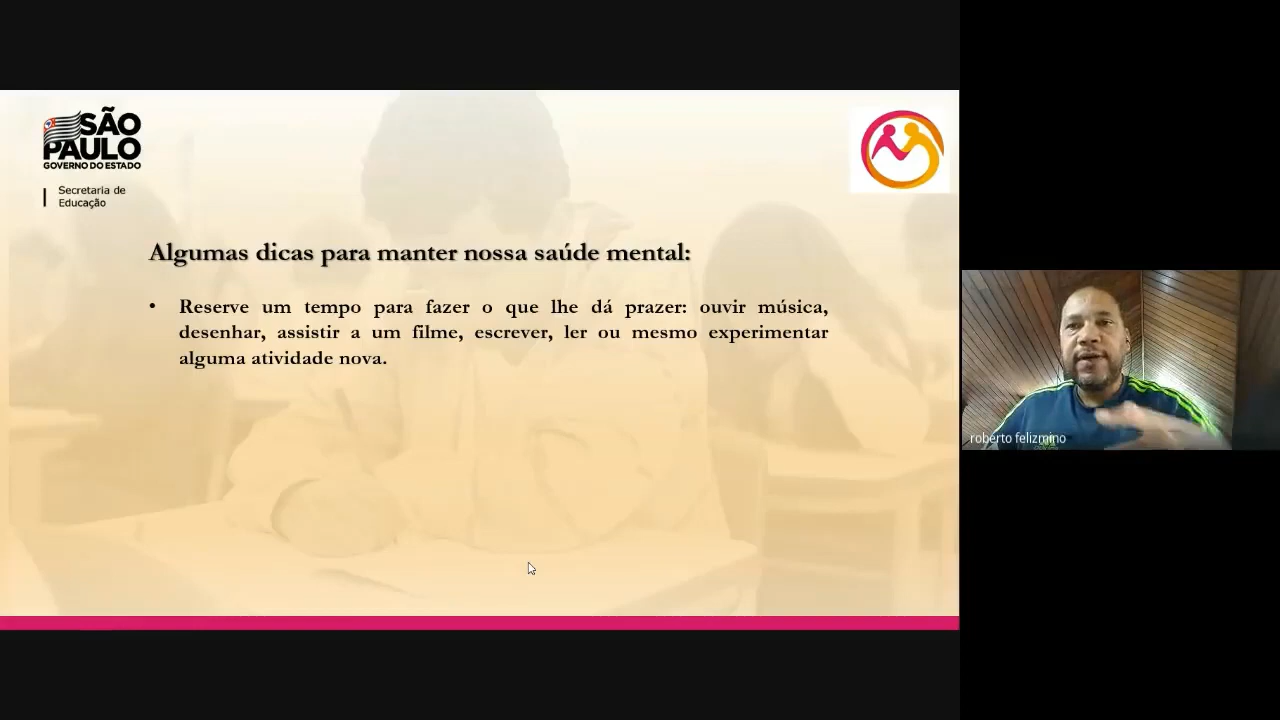 SÃO
PAULO
GOVERNO DO ESTADO
Secretaria de
Educação
Algumas dicas para manter nossa saúde mental:
• Reserve um tempo para fazer o que lhe dá prazer: ouvir música,
desenhar, assistir a um filme, escrever, ler ou mesmo experimentar
alguma atividade nova.
roberto felizmino